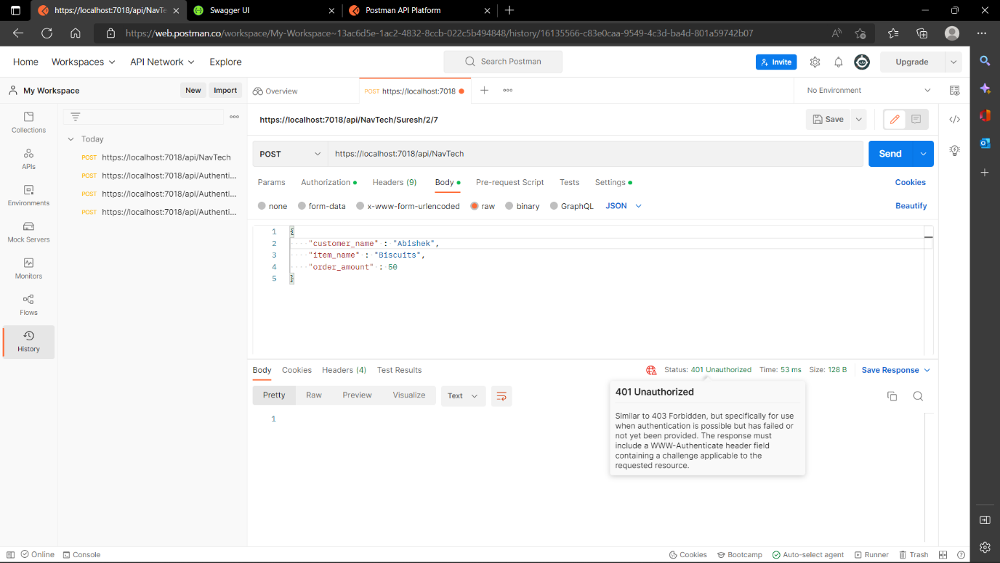 https://localhost:7018/api/NavTe
Swagger UI
Postman API Platform
https://web.postman.co/workspace/My-Workspace~13ac6d5e-1ac2-4832-8ccb-022c5b494848/history/16135566-c83e0caa-9549-4c3d-ba4d-801a59742b07
Home
Workspaces
API Network
Explore
Search Postman
Invite
Upgrade
My Workspace
New
Import
Overview
POST https://localhost:7018
No Environment
Collections
APIs
Environments
Mock Servers
Monitors
Flows
History
Today
POST https://localhost:7018/api/NavTech
POST https://localhost:7018/api/Authenti...
POST https://localhost:7018/api/Authenti...
POST https://localhost:7018/api/Authenti...
https://localhost:7018/api/NavTech/Suresh/2/7
Save
POST
https://localhost:7018/api/NavTech
Send
Params
Authorization
Headers (9)
Body
Pre-request Script
Tests
Settings
Cookies
none
form-data
x-www-form-urlencoded
raw
binary
GraphQL
JSON
Beautify
1 {
2 "customer_name" : "Abishek",
3 "item_name" : "Biscuits",
4 "order_amount" : 50
5 }
Body
Cookies
Headers (4)
Test Results
Status: 401 Unauthorized
Time: 53 ms
Size: 128 B
Save Response
Pretty
Raw
Preview
Visualize
Text
1
401 Unauthorized
Similar to 403 Forbidden, but specifically for use
when authentication is possible but has failed or
not yet been provided. The response must
include a WWW-Authenticate header field
containing a challenge applicable to the
requested resource.
Online
Console
Cookies
Bootcamp
Auto-select agent
Runner
Trash